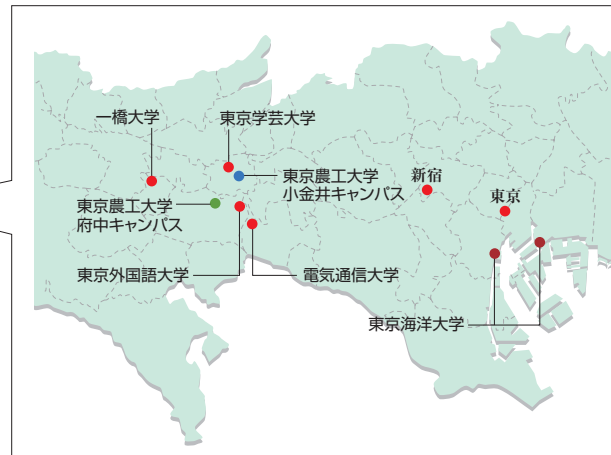 一橋大学
東京学芸大学
東京農工大学
小金井キャンパス
新宿
東京
東京農工大学
府中キャンパス
東京外国語大学
電気通信大学
東京海洋大学